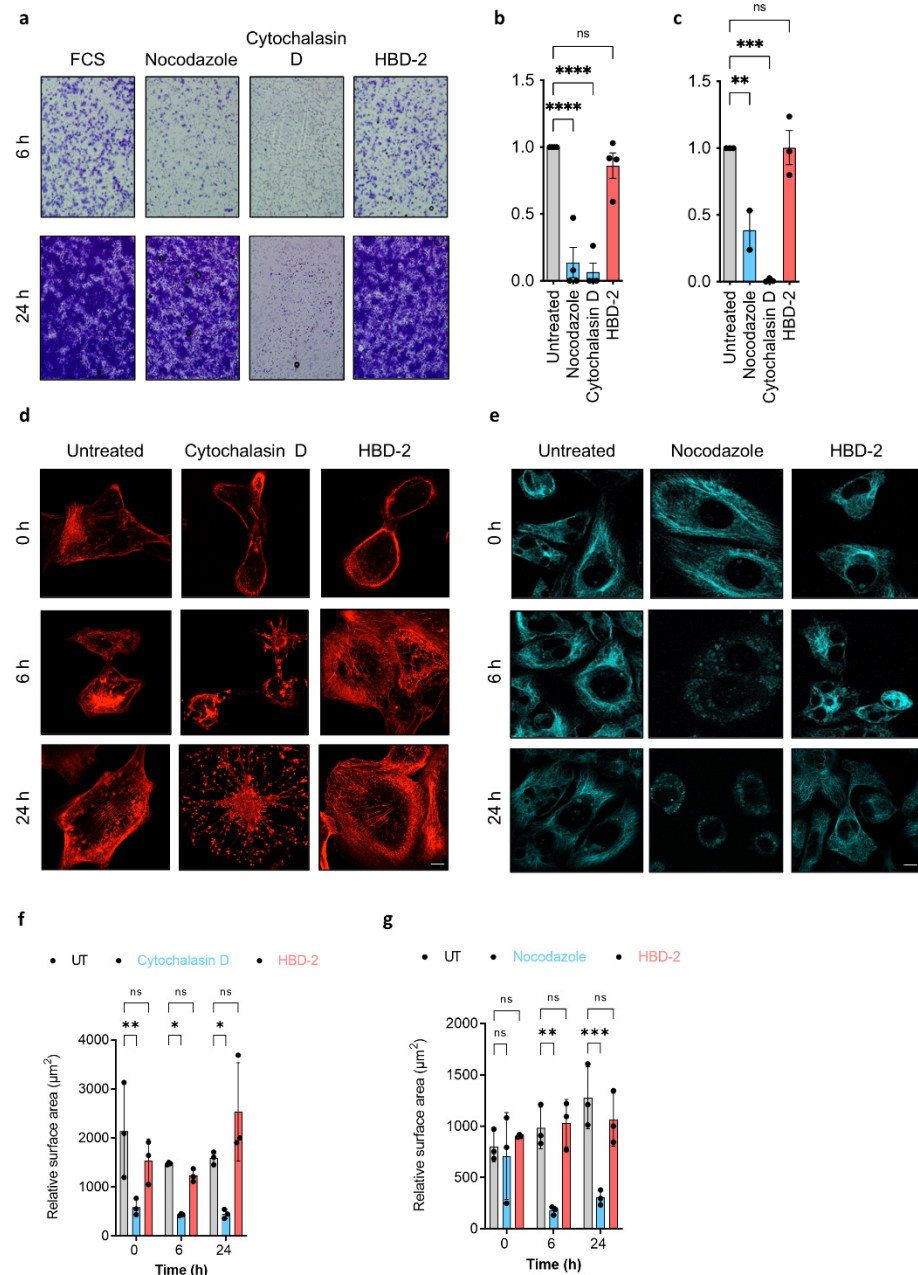 a
FCS
Nocodazole
Cytochalasin
D
HBD-2
6 h
24 h
b
ns
****
****
1.5
1.0
0.5
0.0
Untreated
Nocodazole
Cytochalasin D
HBD-2
c
ns
***
**
1.5
1.0
0.5
0.0
Untreated
Nocodazole
Cytochalasin D
HBD-2
d
Untreated
Cytochalasin D
HBD-2
0 h
6 h
24 h
e
Untreated
Nocodazole
HBD-2
0 h
6 h
24 h
f
UT
Cytochalasin D
HBD-2
ns
ns
ns
**
*
*
4000
3000
2000
1000
0
Relative surface area (µm²)
0
6
24
Time (h)
g
UT
Nocodazole
HBD-2
ns
ns
ns
ns
**
***
2000
1500
1000
500
0
Relative surface area (µm²)
0
6
24
Time (h)